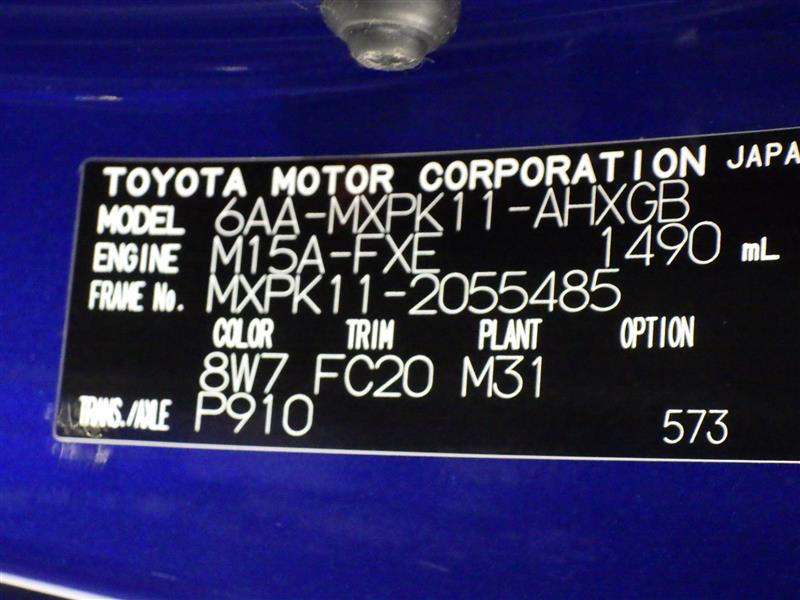 TOYOTA MOTOR CORPORATION JAPA
MODEL 6AA-MXPK11-AHXGB
ENGINE M15A-FXE 1490 mL
FRAME No. MXPK11-2055485
COLOR TRIM PLANT OPTION
8W7 FC20 M31
TRANS./AXLE P910
573